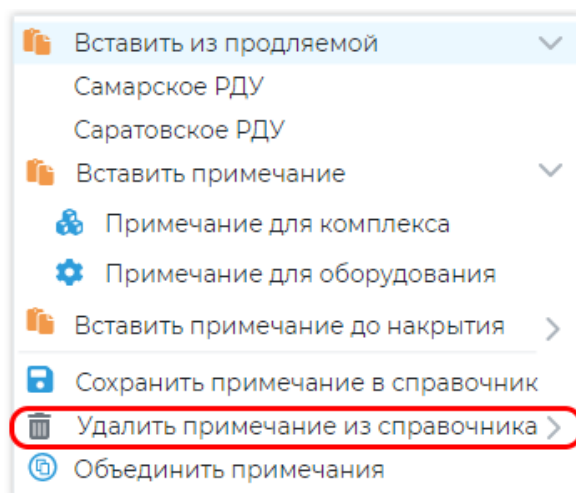 Вставить из продляемой
Самарское РДУ
Саратовское РДУ
Вставить примечание
Примечание для комплекса
Примечание для оборудования
Вставить примечание до накрытия
Сохранить примечание в справочник
Удалить примечание из справочника
Объединить примечания